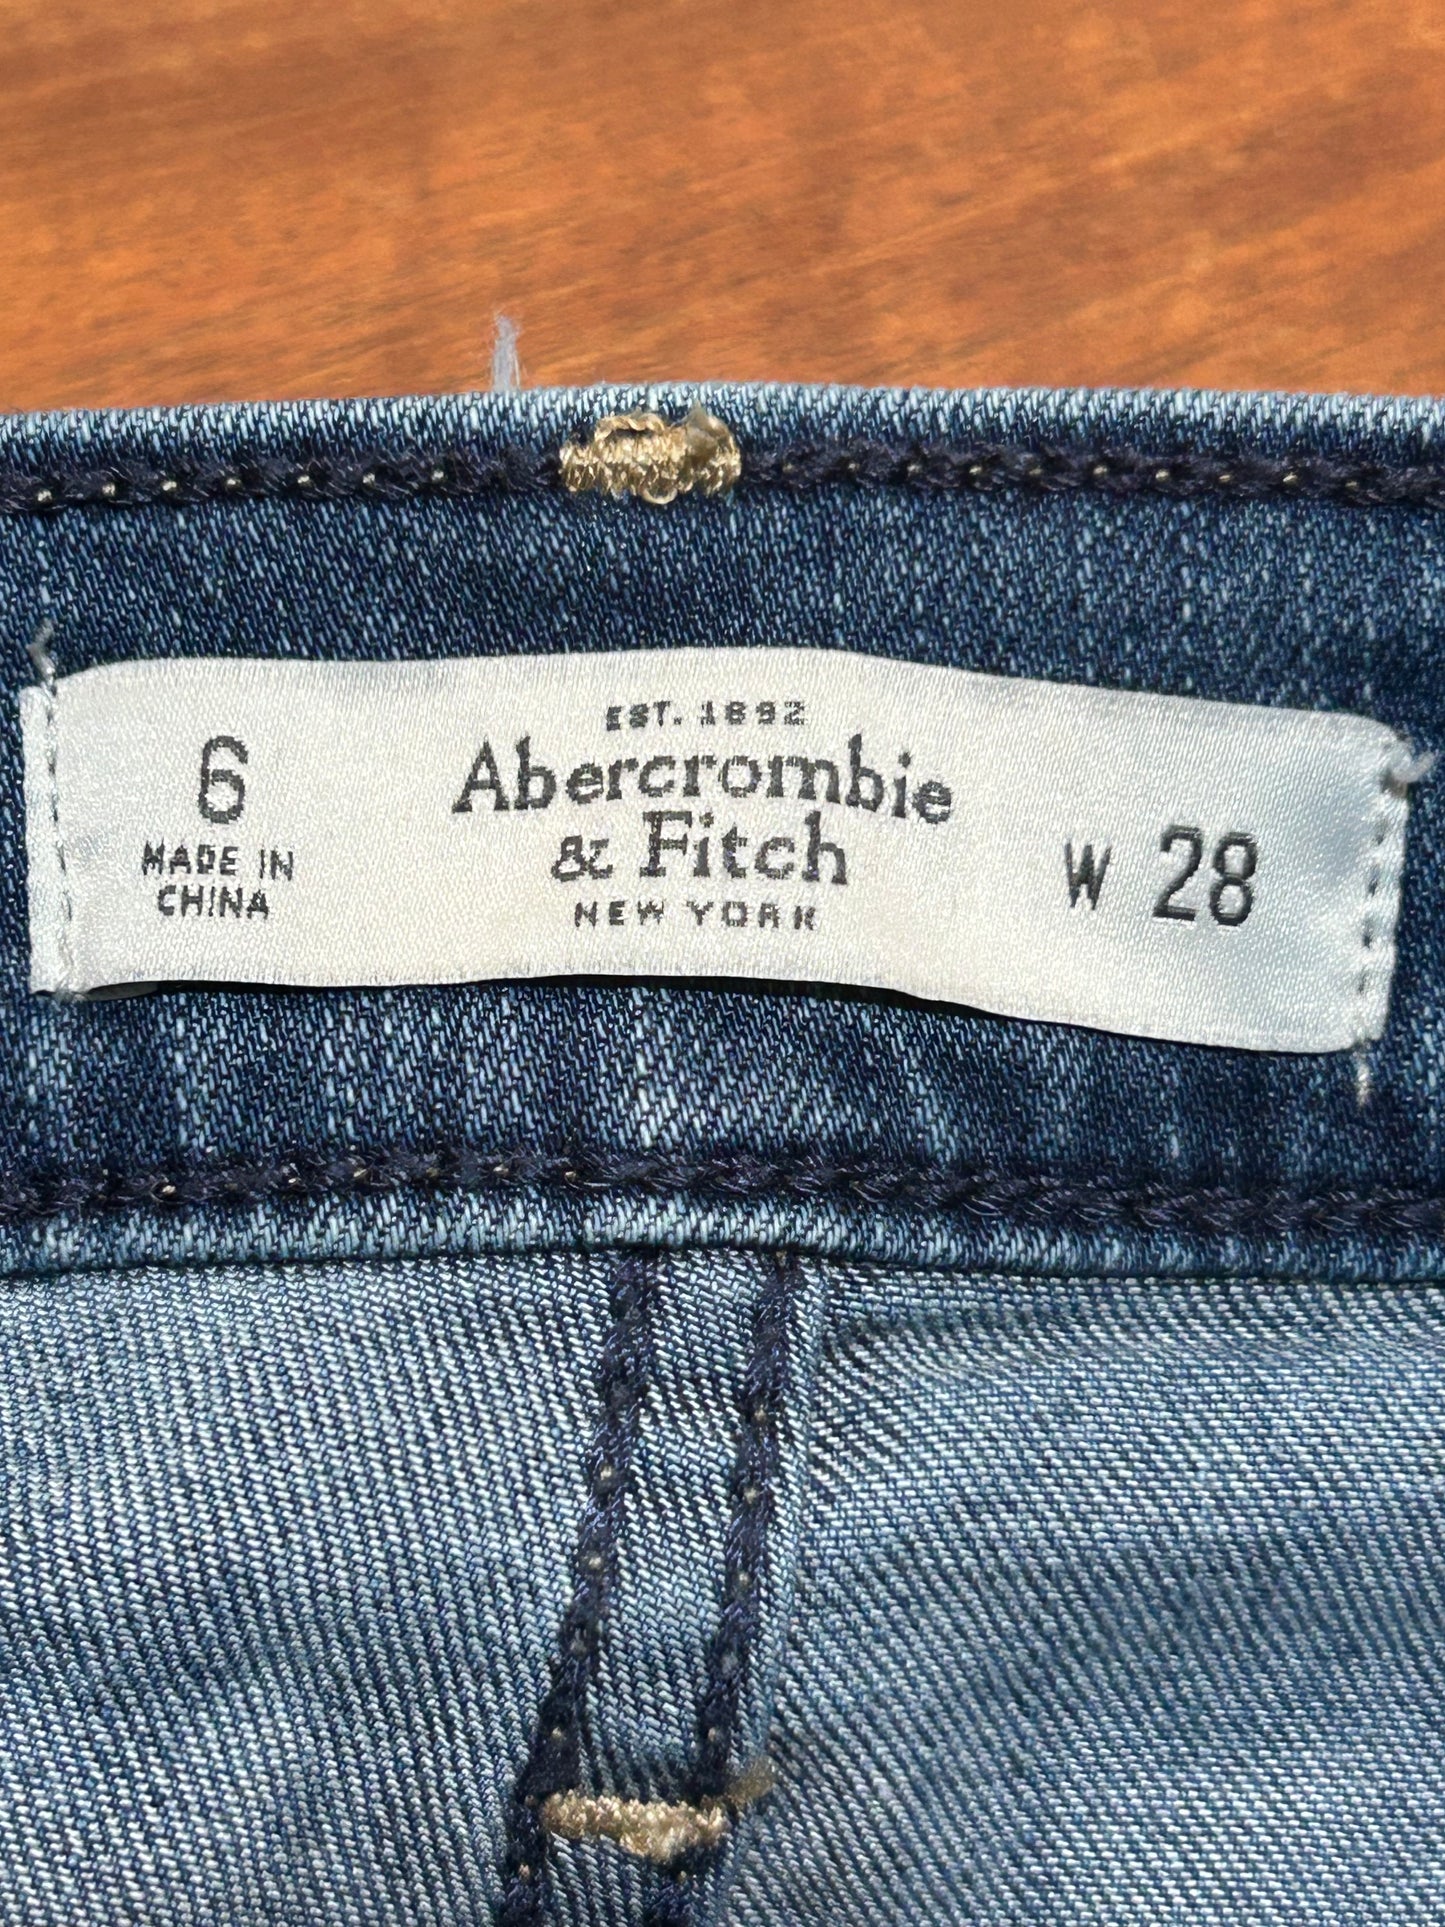 6
MADE IN
CHINA
EST. 1892
Abercrombie
& Fitch
NEW YORK
W 28